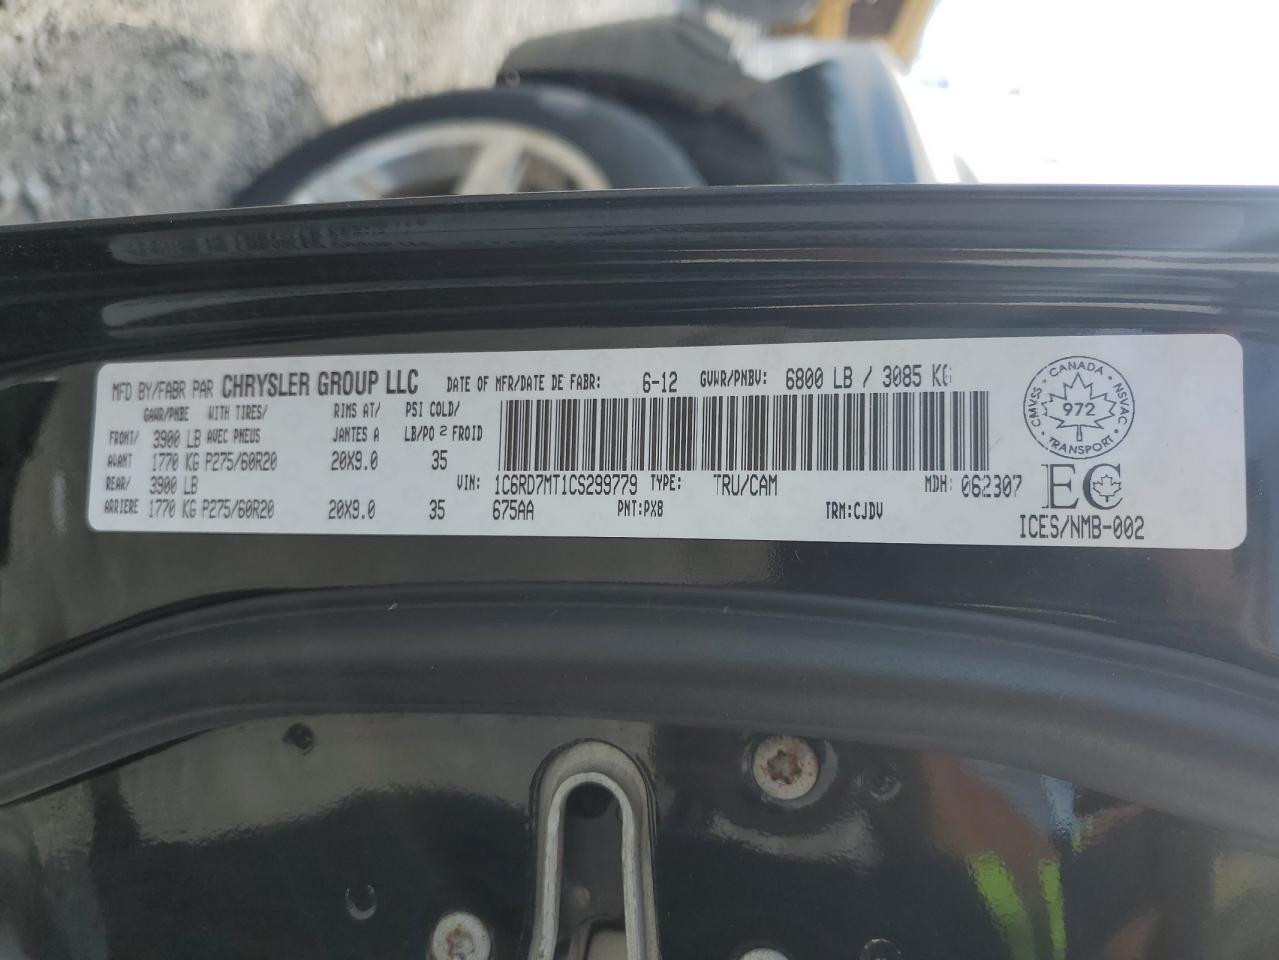 MFD BY/FABR PAR CHRYSLER GROUP LLC DATE OF MFR/DATE DE FABR: 6-12 GVWR/PNBV: 6800 LB / 3085 KG
GAWR/PNBE WITH TIRES/ RIMS AT/ PSI COLD/
FRONT/ 3900 LB AVEC PNEUS JANTES A LB/PO 2 FROID
AVANT 1770 KG P275/60R20 20X9.0 35
REAR/ 3900 LB VIN: 1C6RD7MT1CS299779 TYPE: TRU/CAM MDH: 062307
ARRIERE 1770 KG P275/60R20 20X9.0 35 675AA PNT:PX8 TRM:CJDV
CANADA
CMVSS 972 NSVAC
TRANSPORT
EC
ICES/NMB-002